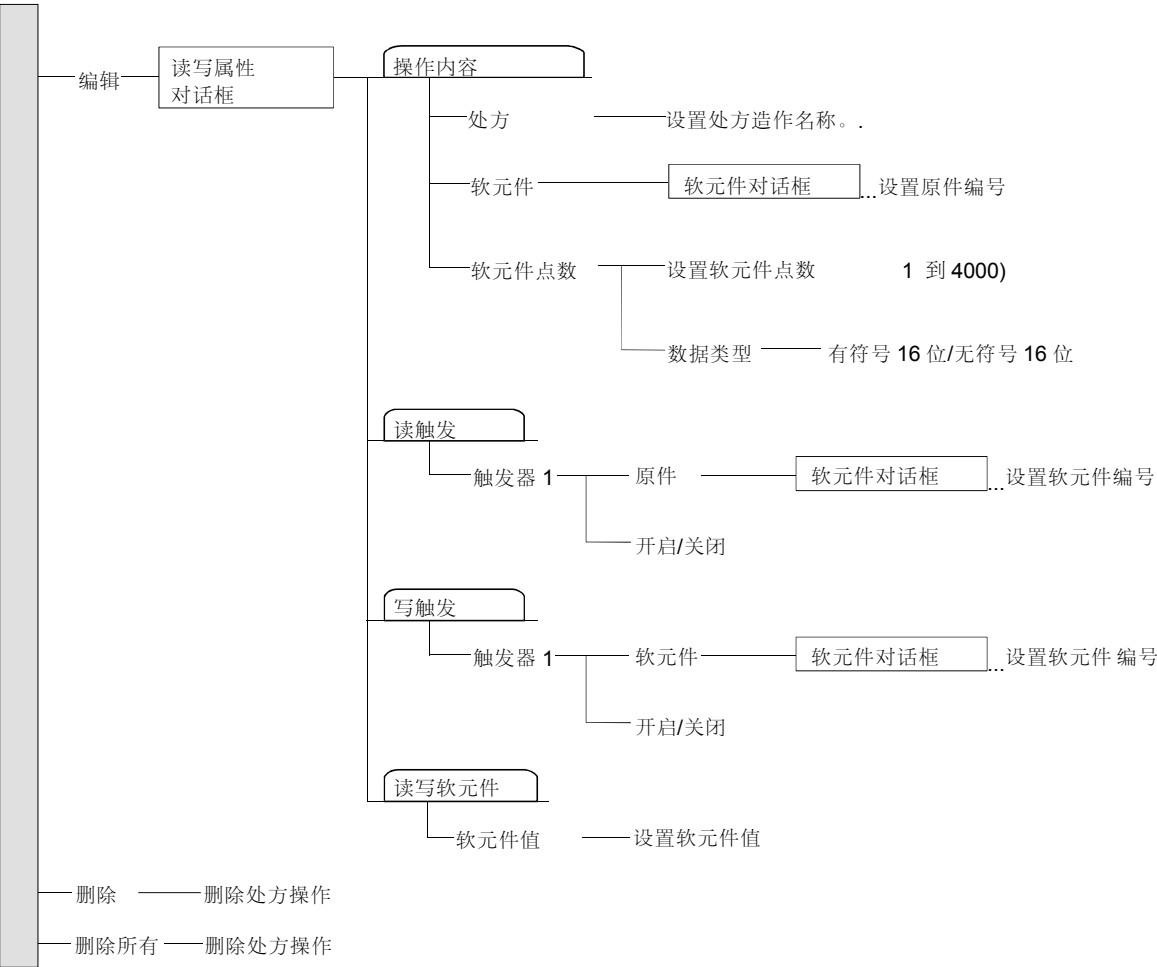 编辑
读写属性
对话框
操作内容
处方
设置处方造作名称。.
软元件
软元件对话框
...设置原件编号
软元件点数
设置软元件点数
1 到 4000)
数据类型
有符号 16 位/无符号 16 位
读触发
触发器 1
原件
软元件对话框
...设置软元件编号
开启/关闭
写触发
触发器 1
软元件
软元件对话框
...设置软元件 编号
开启/关闭
读写软元件
软元件值
设置软元件值
删除
删除处方操作
删除所有
删除处方操作